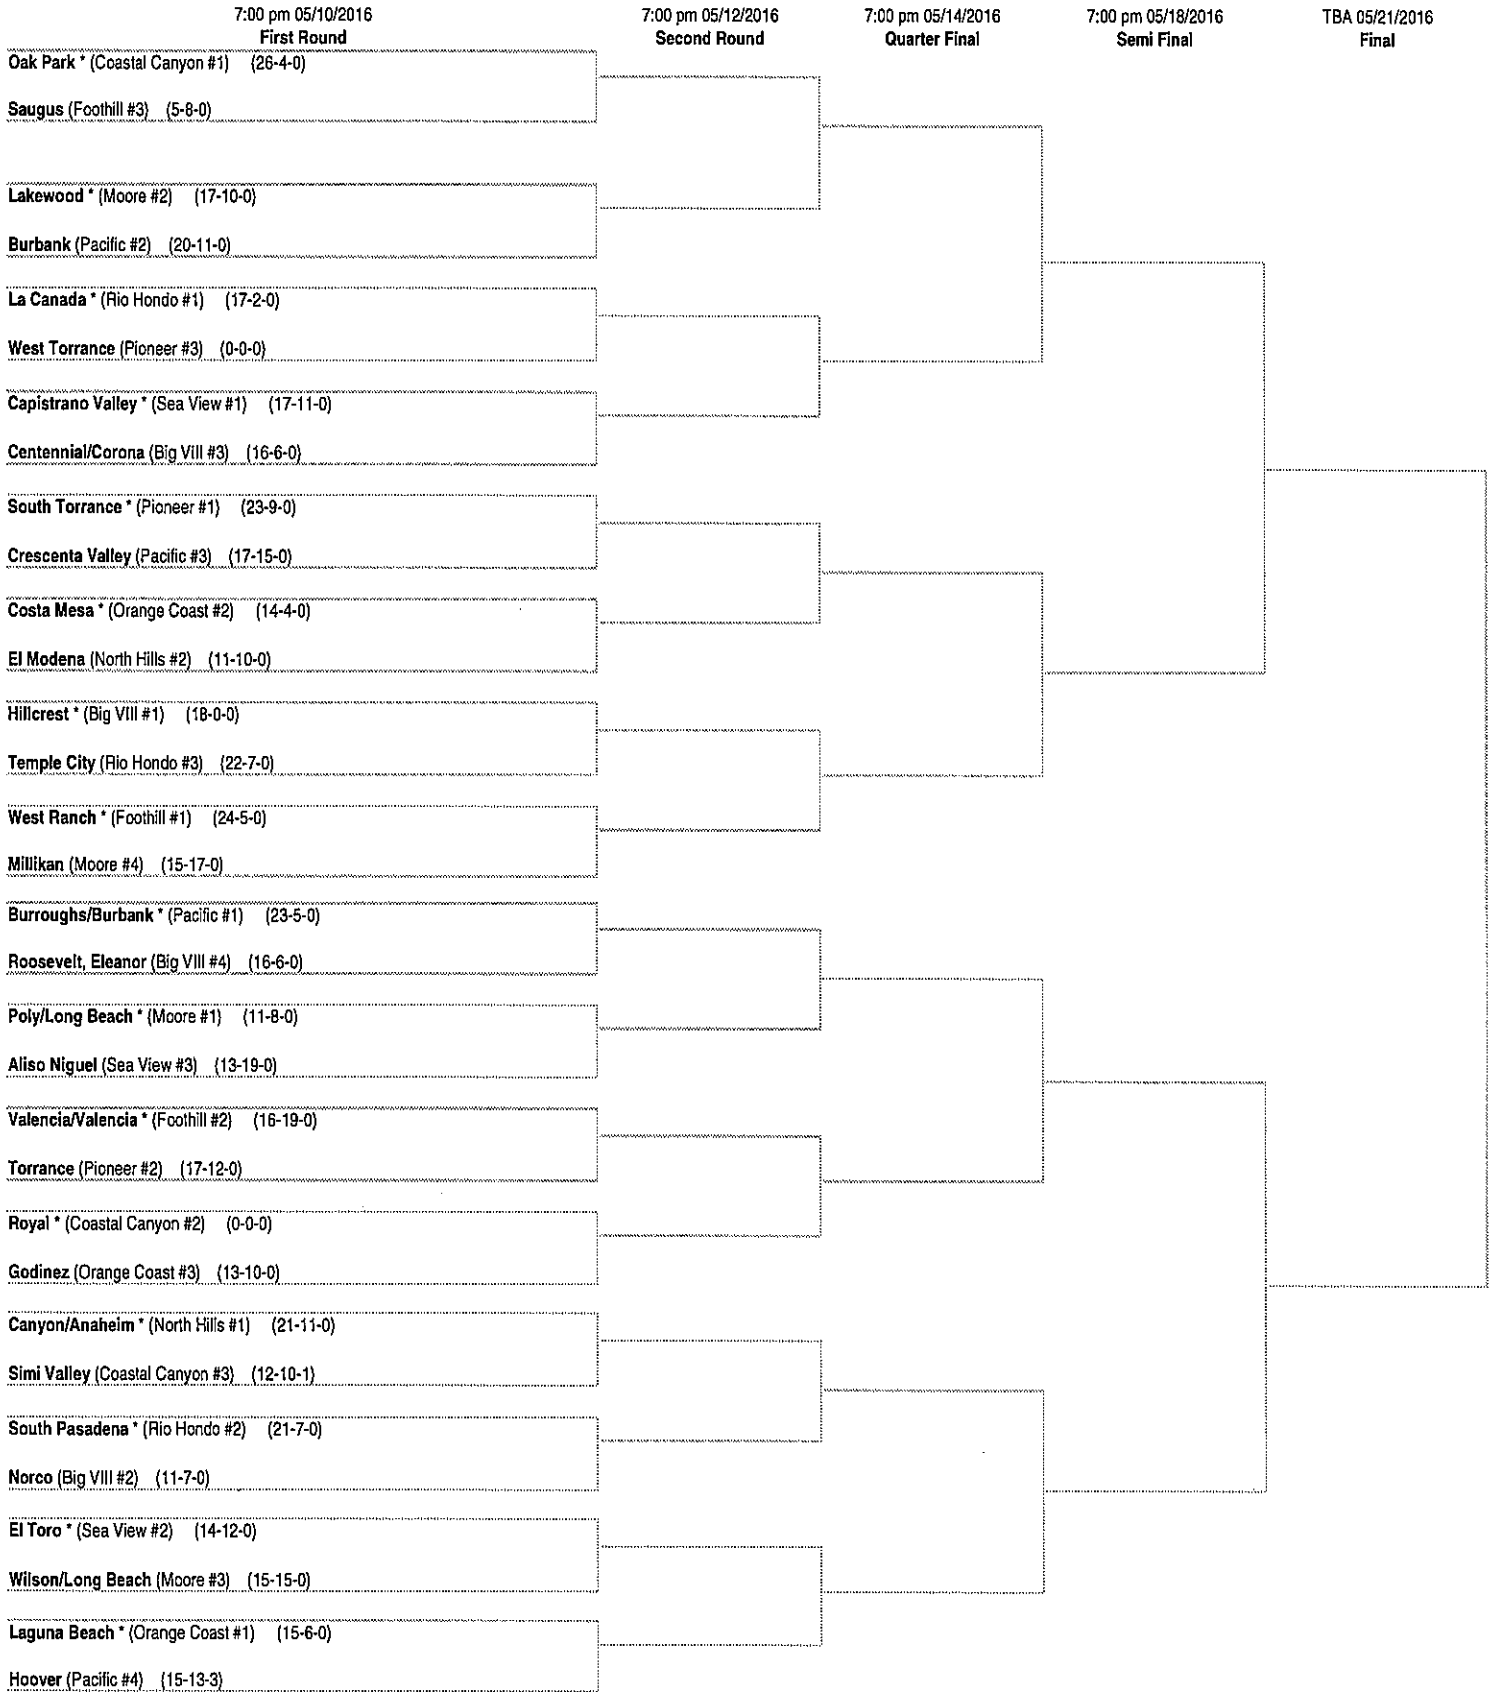 7:00 pm 05/10/2016
First Round
7:00 pm 05/12/2016
Second Round
7:00 pm 05/14/2016
Quarter Final
7:00 pm 05/18/2016
Semi Final
TBA 05/21/2016
Final
Oak Park * (Coastal Canyon #1) (26-4-0)
Saugus (Foothill #3) (5-8-0)
Lakewood * (Moore #2) (17-10-0)
Burbank (Pacific #2) (20-11-0)
La Canada * (Rio Hondo #1) (17-2-0)
West Torrance (Pioneer #3) (0-0-0)
Capistrano Valley * (Sea View #1) (17-11-0)
Centennial/Corona (Big VIII #3) (16-6-0)
South Torrance * (Pioneer #1) (23-9-0)
Crescenta Valley (Pacific #3) (17-15-0)
Costa Mesa * (Orange Coast #2) (14-4-0)
El Modena (North Hills #2) (11-10-0)
Hillcrest * (Big VIII #1) (18-0-0)
Temple City (Rio Hondo #3) (22-7-0)
West Ranch * (Foothill #1) (24-5-0)
Millikan (Moore #4) (15-17-0)
Burroughs/Burbank * (Pacific #1) (23-5-0)
Roosevelt, Eleanor (Big VIII #4) (16-6-0)
Poly/Long Beach * (Moore #1) (11-8-0)
Aliso Niguel (Sea View #3) (13-19-0)
Valencia/Valencia * (Foothill #2) (16-19-0)
Torrance (Pioneer #2) (17-12-0)
Royal * (Coastal Canyon #2) (0-0-0)
Godinez (Orange Coast #3) (13-10-0)
Canyon/Anaheim * (North Hills #1) (21-11-0)
Simi Valley (Coastal Canyon #3) (12-10-1)
South Pasadena * (Rio Hondo #2) (21-7-0)
Norco (Big VIII #2) (11-7-0)
El Toro * (Sea View #2) (14-12-0)
Wilson/Long Beach (Moore #3) (15-15-0)
Laguna Beach * (Orange Coast #1) (15-6-0)
Hoover (Pacific #4) (15-13-3)